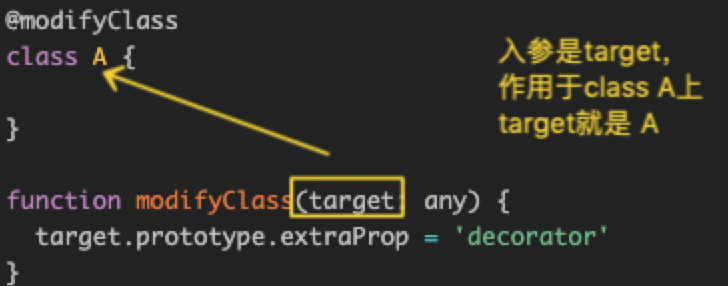 @modifyClass
class A {
入参是target,
作用于class A上
target就是 A
}
function modifyClass(target: any) {
target.prototype.extraProp = 'decorator'
}